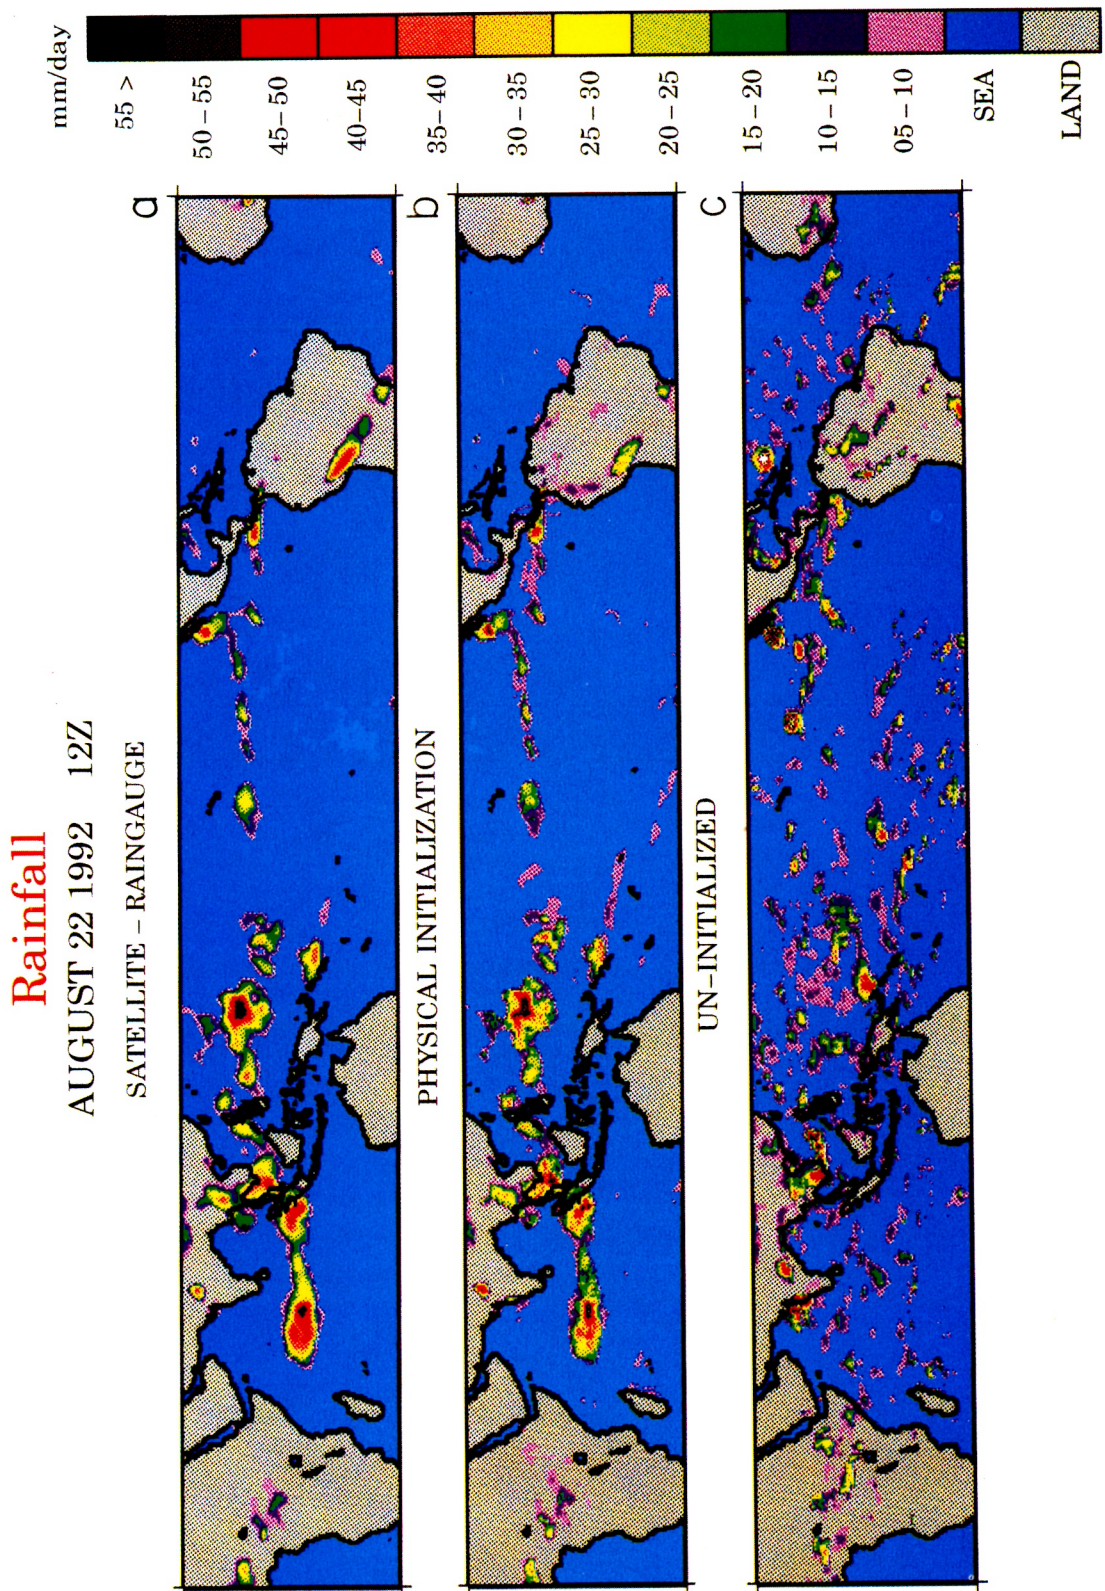 Rainfall
AUGUST 22 1992 12Z
SATELLITE – RAINGAUGE
a
PHYSICAL INITIALIZATION
b
UN–INITIALIZED
c
mm/day
55 >
50–55
45–50
40–45
35–40
30–35
25–30
20–25
15–20
10–15
05–10
SEA
LAND